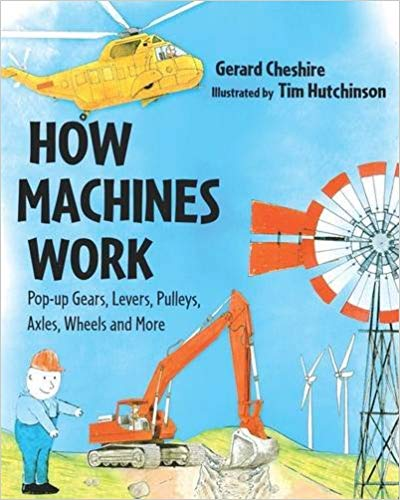 Gerard Cheshire
Illustrated by Tim Hutchinson
HOW
MACHINES
WORK
Pop-up Gears, Levers, Pulleys,
Axles, Wheels and More